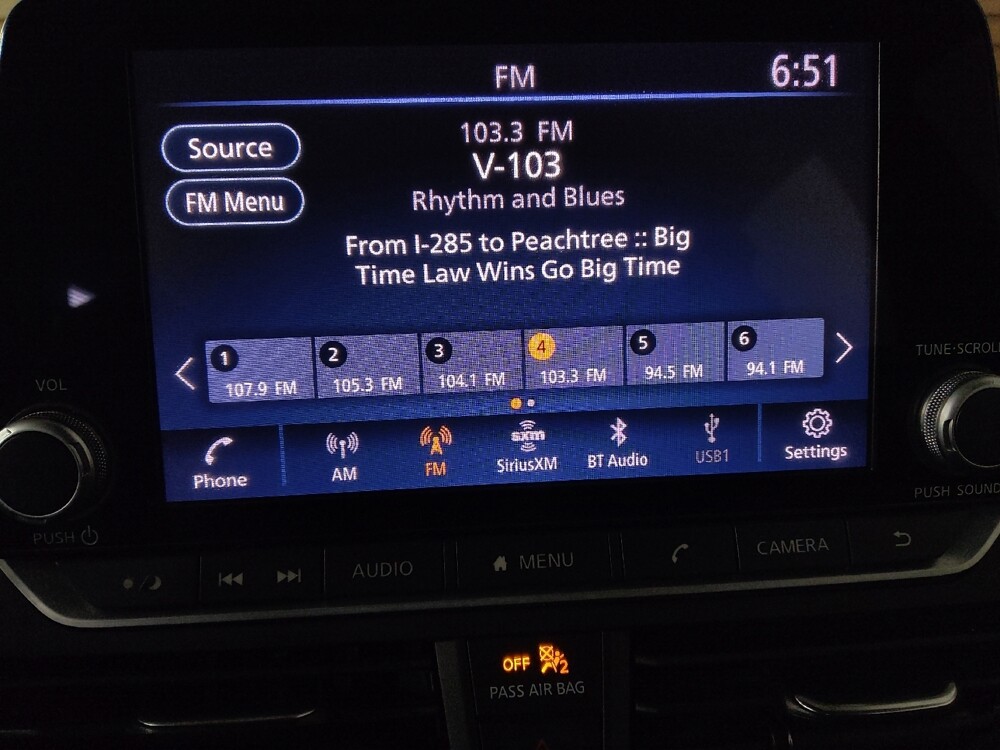 FM
6:51
Source
FM Menu
103.3 FM
V-103
Rhythm and Blues
From I-285 to Peachtree :: Big
Time Law Wins Go Big Time
1
107.9 FM
2
105.3 FM
3
104.1 FM
4
103.3 FM
5
94.5 FM
6
94.1 FM
Phone
AM
FM
sxm
SiriusXM
BT Audio
USB1
Settings
VOL
PUSH
TUNE·SCROLL
PUSH SOUND
AUDIO
MENU
CAMERA
OFF
2
PASS AIR BAG